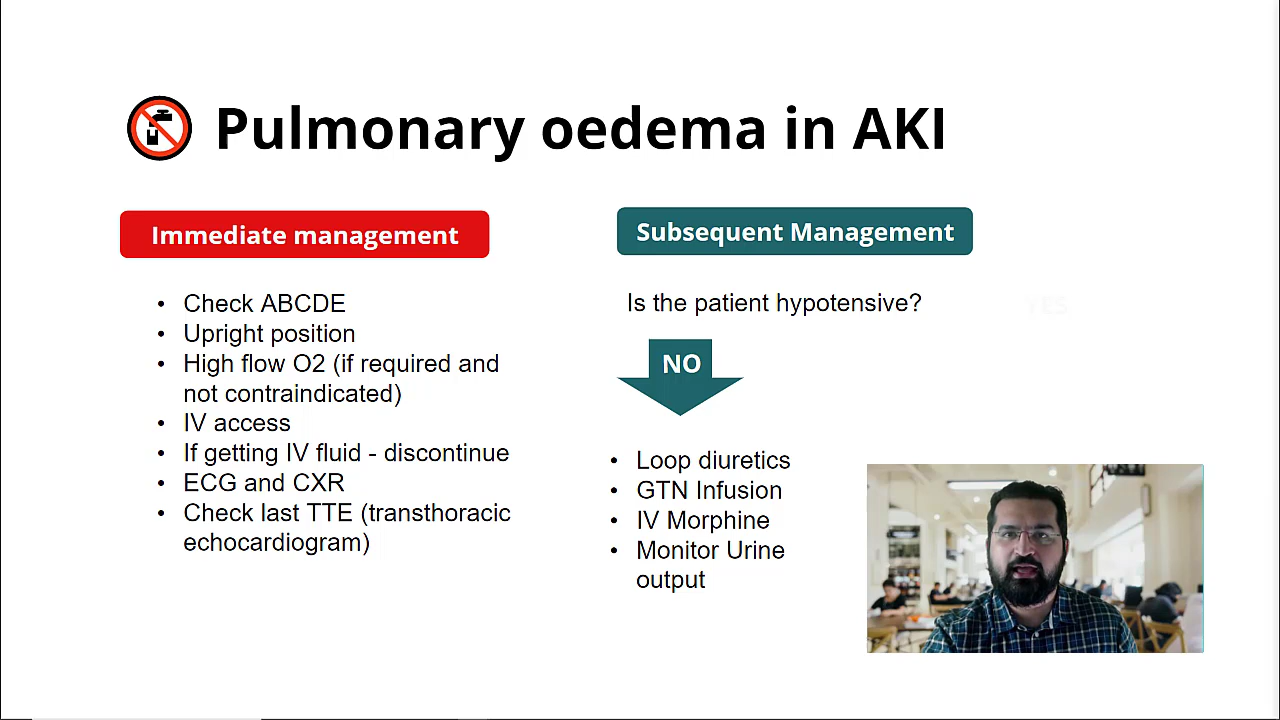 Pulmonary oedema in AKI
Immediate management
• Check ABCDE
• Upright position
• High flow O2 (if required and
not contraindicated)
• IV access
• If getting IV fluid - discontinue
• ECG and CXR
• Check last TTE (transthoracic
echocardiogram)
Subsequent Management
Is the patient hypotensive?
YES
NO
• Loop diuretics
• GTN Infusion
• IV Morphine
• Monitor Urine
output